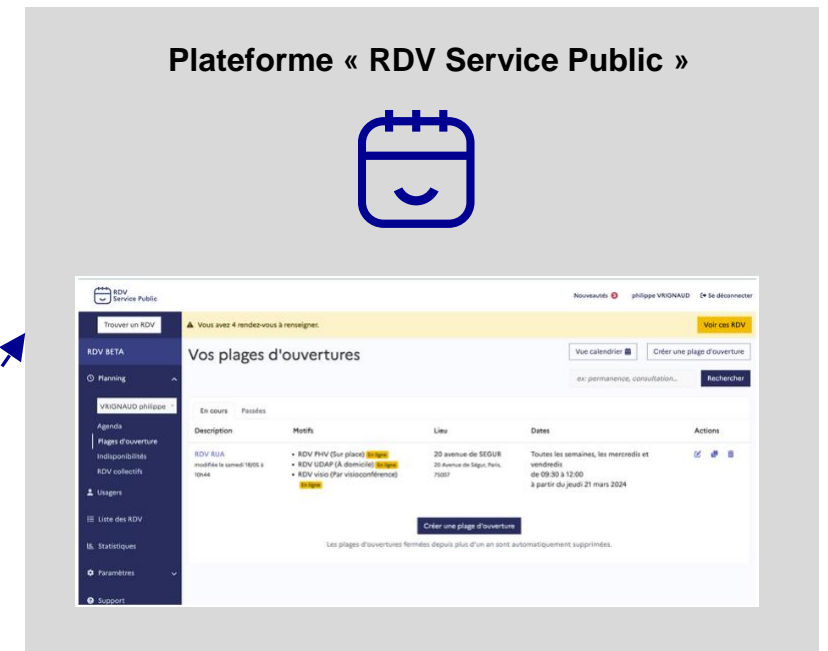 Plateforme « RDV Service Public »
RDV
Service Public
Nouveautés
philippe VRIGNAUD
Se déconnecter
Trouver un RDV
Vous avez 4 rendez-vous à renseigner.
Voir ces RDV
RDV BETA
Vos plages d'ouvertures
Vue calendrier
Créer une plage d'ouverture
Planning
ex: permanence, consultation...
Rechercher
VRIGNAUD philippe
En cours Passées
Agenda
Plages d'ouverture
Indisponibilités
RDV collectifs
Usagers
Liste des RDV
Statistiques
Paramètres
Support
Description Motifs Lieu Dates Actions
RDV RUA
modifiée le samedi 16/05 à
10h44
• RDV PHV (Sur place) En ligne
• RDV UDAP (À domicile) En ligne
• RDV visio (Par visioconférence)
En ligne
20 avenue de SEGUR
20 Avenue de Ségur, Paris,
75007
Toutes les semaines, les mercredis et
vendredis
de 09:30 à 12:00
à partir du jeudi 21 mars 2024
Créer une plage d'ouverture
Les plages d'ouvertures fermées depuis plus d'un an sont automatiquement supprimées.